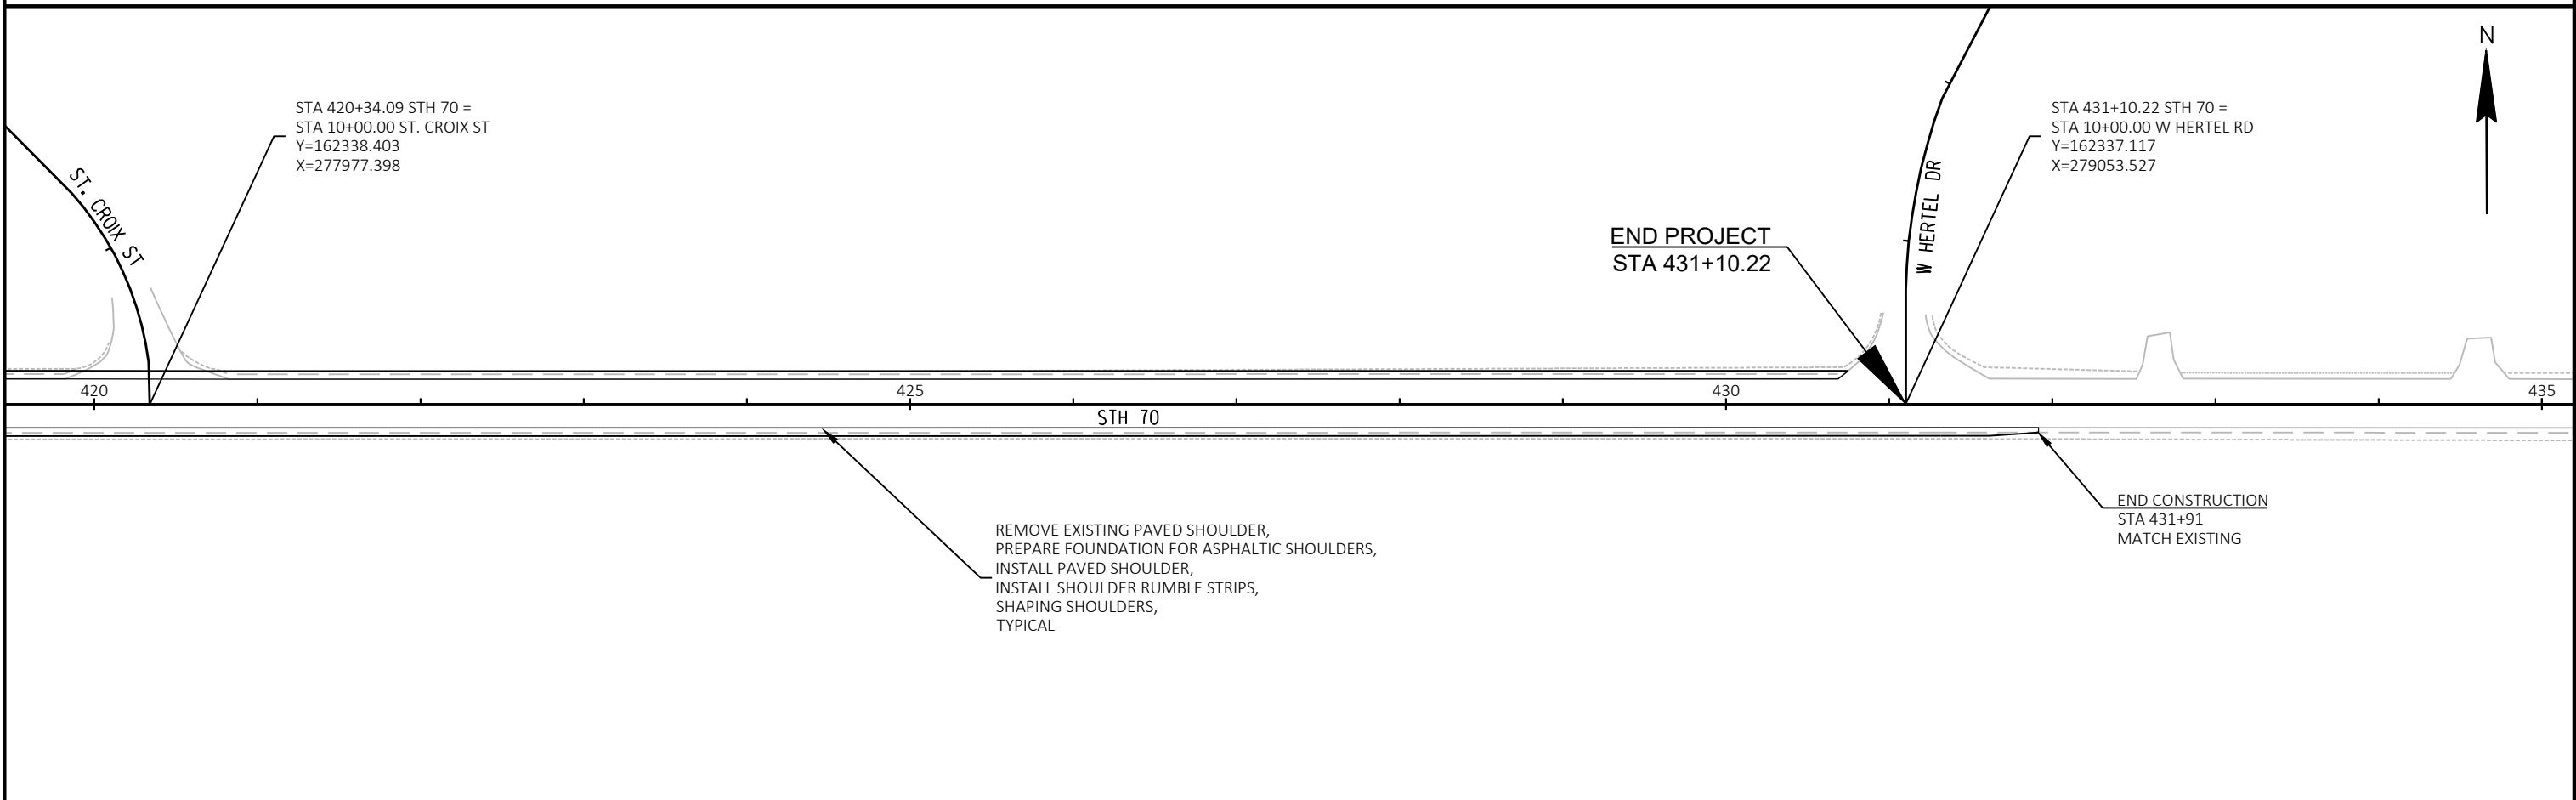 N
STA 420+34.09 STH 70 =
STA 10+00.00 ST. CROIX ST
Y=162338.403
X=277977.398
STA 431+10.22 STH 70 =
STA 10+00.00 W HERTEL RD
Y=162337.117
X=279053.527
ST. CROIX ST
W HERTEL DR
END PROJECT
STA 431+10.22
420
425
430
435
STH 70
END CONSTRUCTION
STA 431+91
MATCH EXISTING
REMOVE EXISTING PAVED SHOULDER,
PREPARE FOUNDATION FOR ASPHALTIC SHOULDERS,
INSTALL PAVED SHOULDER,
INSTALL SHOULDER RUMBLE STRIPS,
SHAPING SHOULDERS,
TYPICAL